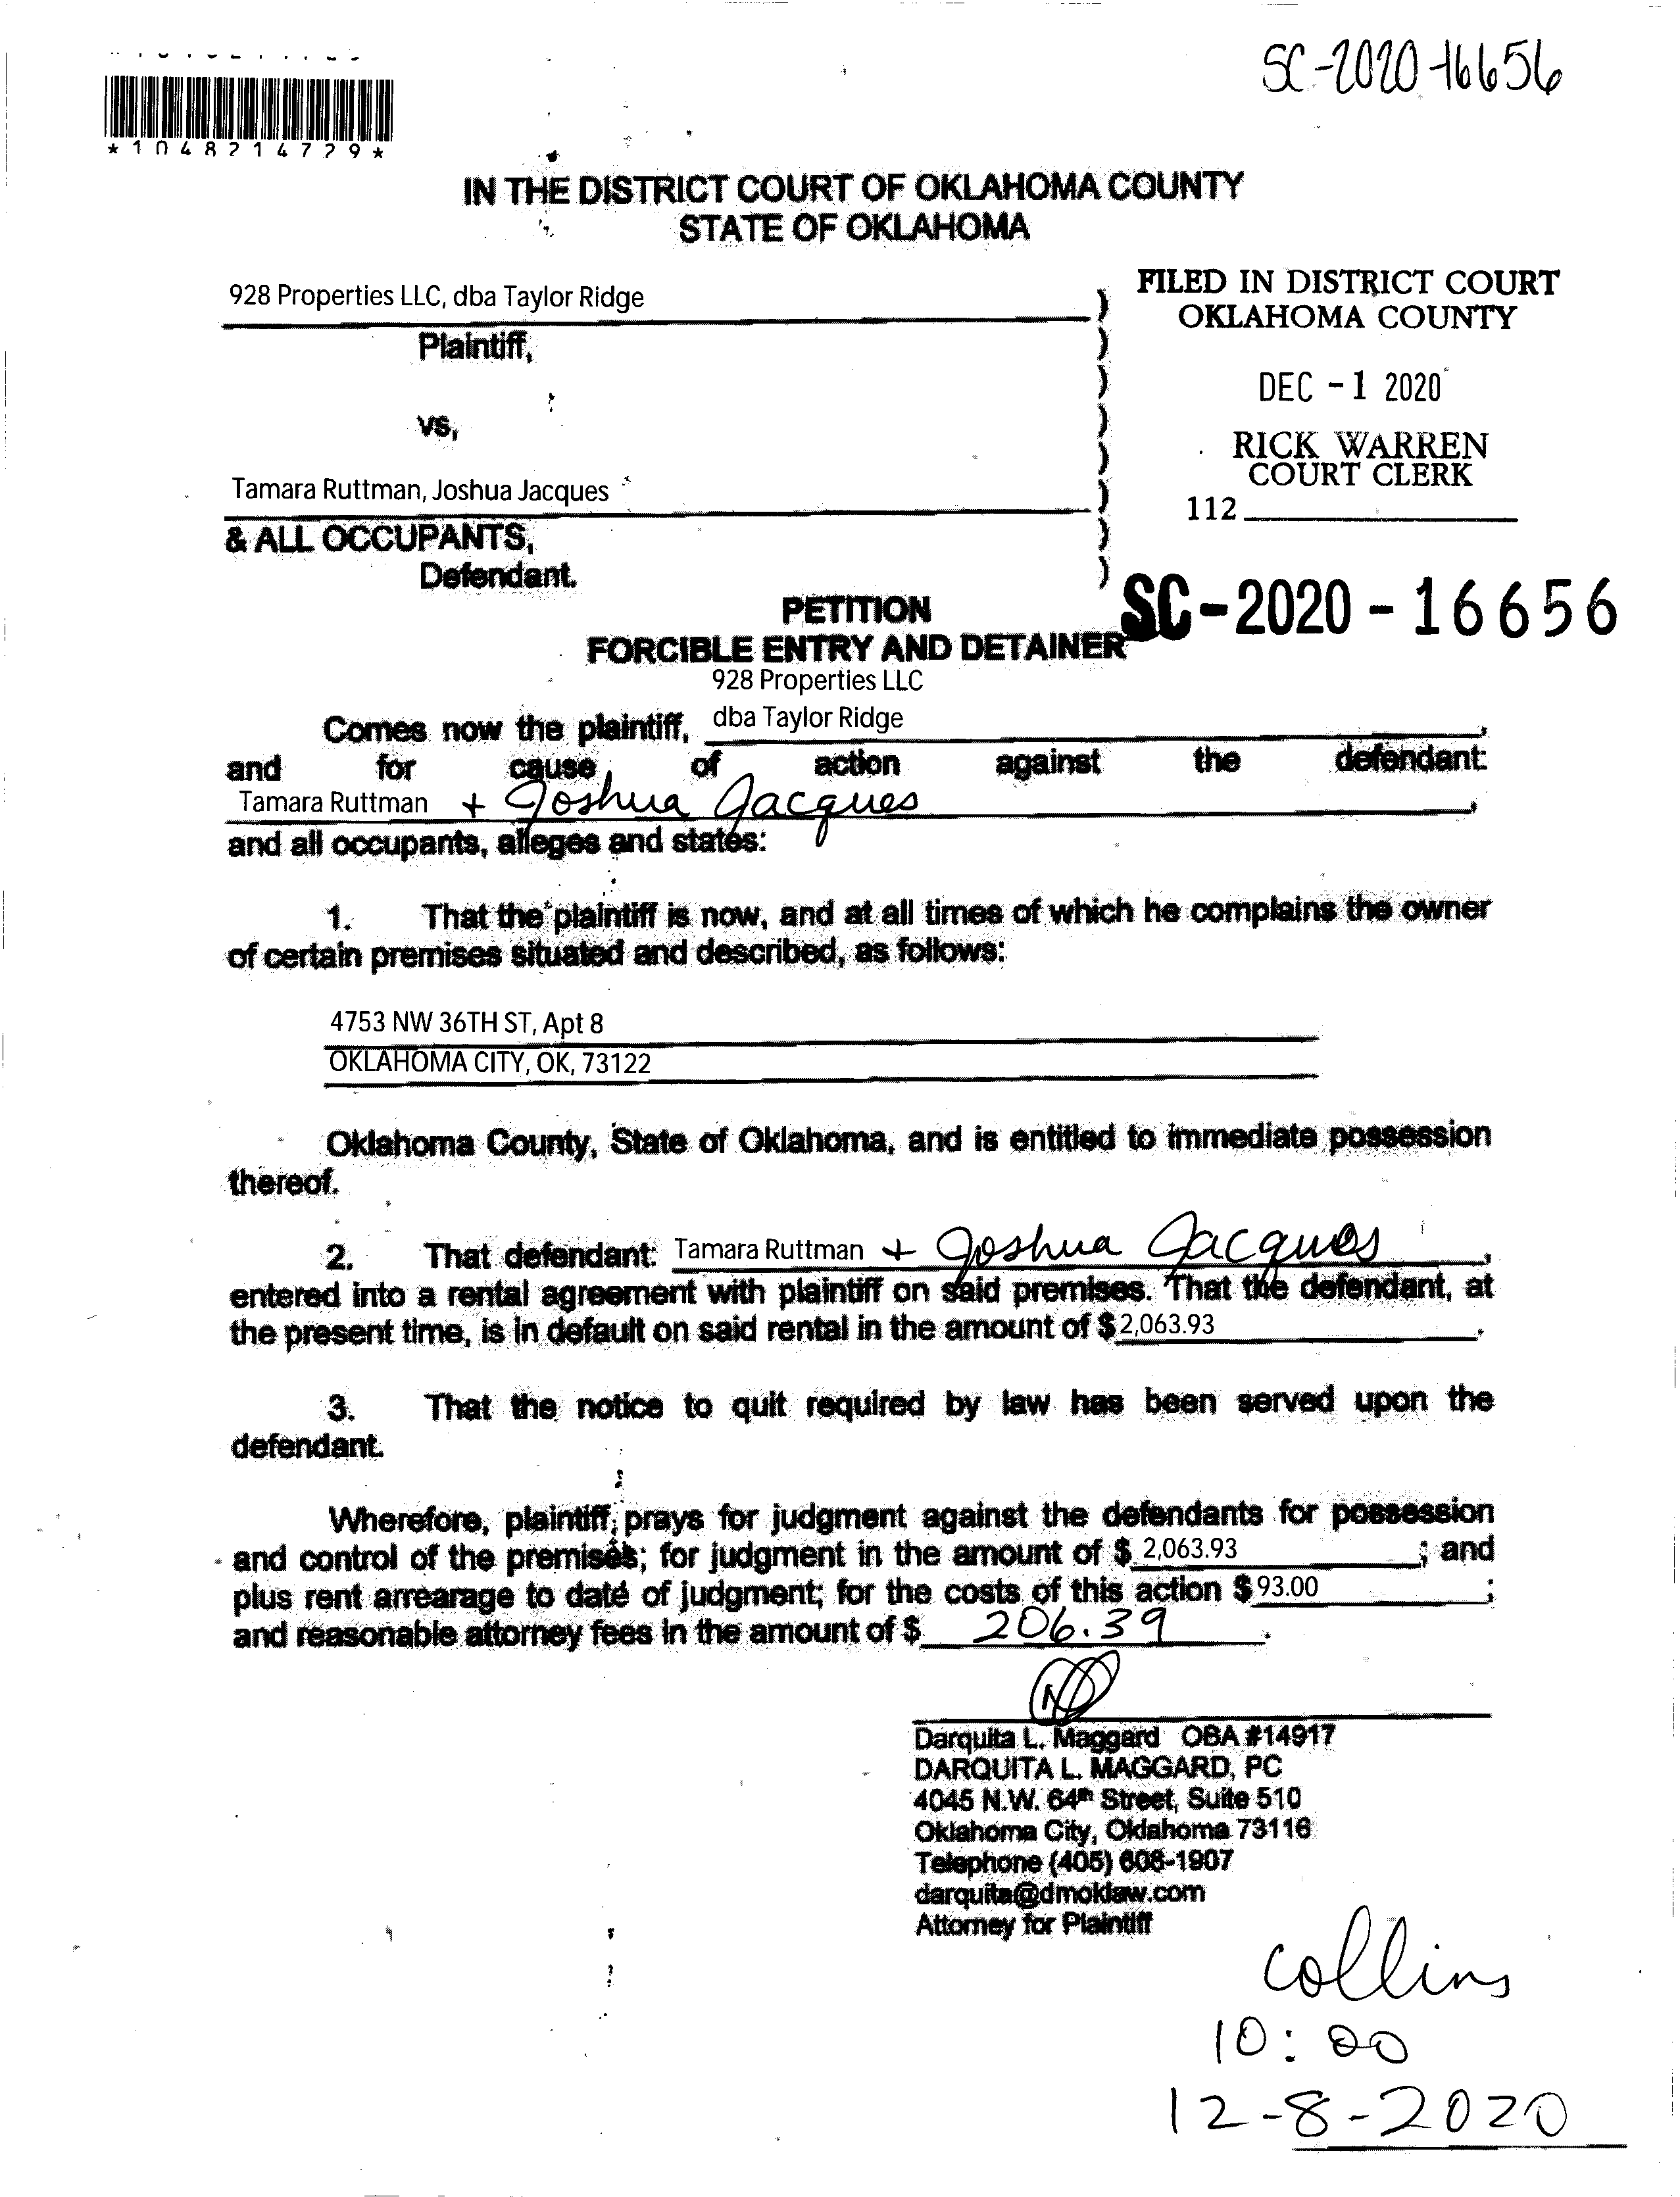 SC-2020-16656
*1048214729*
IN THE DISTRICT COURT OF OKLAHOMA COUNTY
STATE OF OKLAHOMA
928 Properties LLC, dba Taylor Ridge
Plaintiff,
vs,
Tamara Ruttman, Joshua Jacques
& ALL OCCUPANTS,
Defendant.
)
)
)
)
)
)
)
)
FILED IN DISTRICT COURT
OKLAHOMA COUNTY
DEC -1 2020
RICK WARREN
COURT CLERK
112
SC-2020-16656
PETITION
FORCIBLE ENTRY AND DETAINER
928 Properties LLC
Comes now the plaintiff, dba Taylor Ridge,
and for cause of action against the defendant:
Tamara Ruttman + Joshua Jacques,
and all occupants, alleges and states:
1. That the plaintiff is now, and at all times of which he complains the owner
of certain premises situated and described, as follows:
4753 NW 36TH ST, Apt 8
OKLAHOMA CITY, OK, 73122
Oklahoma County, State of Oklahoma, and is entitled to immediate possession
thereof.
2. That defendant: Tamara Ruttman + Joshua Jacques,
entered into a rental agreement with plaintiff on said premises. That the defendant, at
the present time, is in default on said rental in the amount of $2,063.93.
3. That the notice to quit required by law has been served upon the
defendant.
Wherefore, plaintiff, prays for judgment against the defendants for possession
and control of the premises; for judgment in the amount of $ 2,063.93; and
plus rent arrearage to date of judgment; for the costs of this action $93.00;
and reasonable attorney fees in the amount of $ 206.39.
Darquita L. Maggard OBA #14917
DARQUITA L. MAGGARD, PC
4045 N.W. 64th Street, Suite 510
Oklahoma City, Oklahoma 73116
Telephone (405) 608-1907
darquita@dmoklaw.com
Attorney for Plaintiff
Collins
10:00
12-8-2020